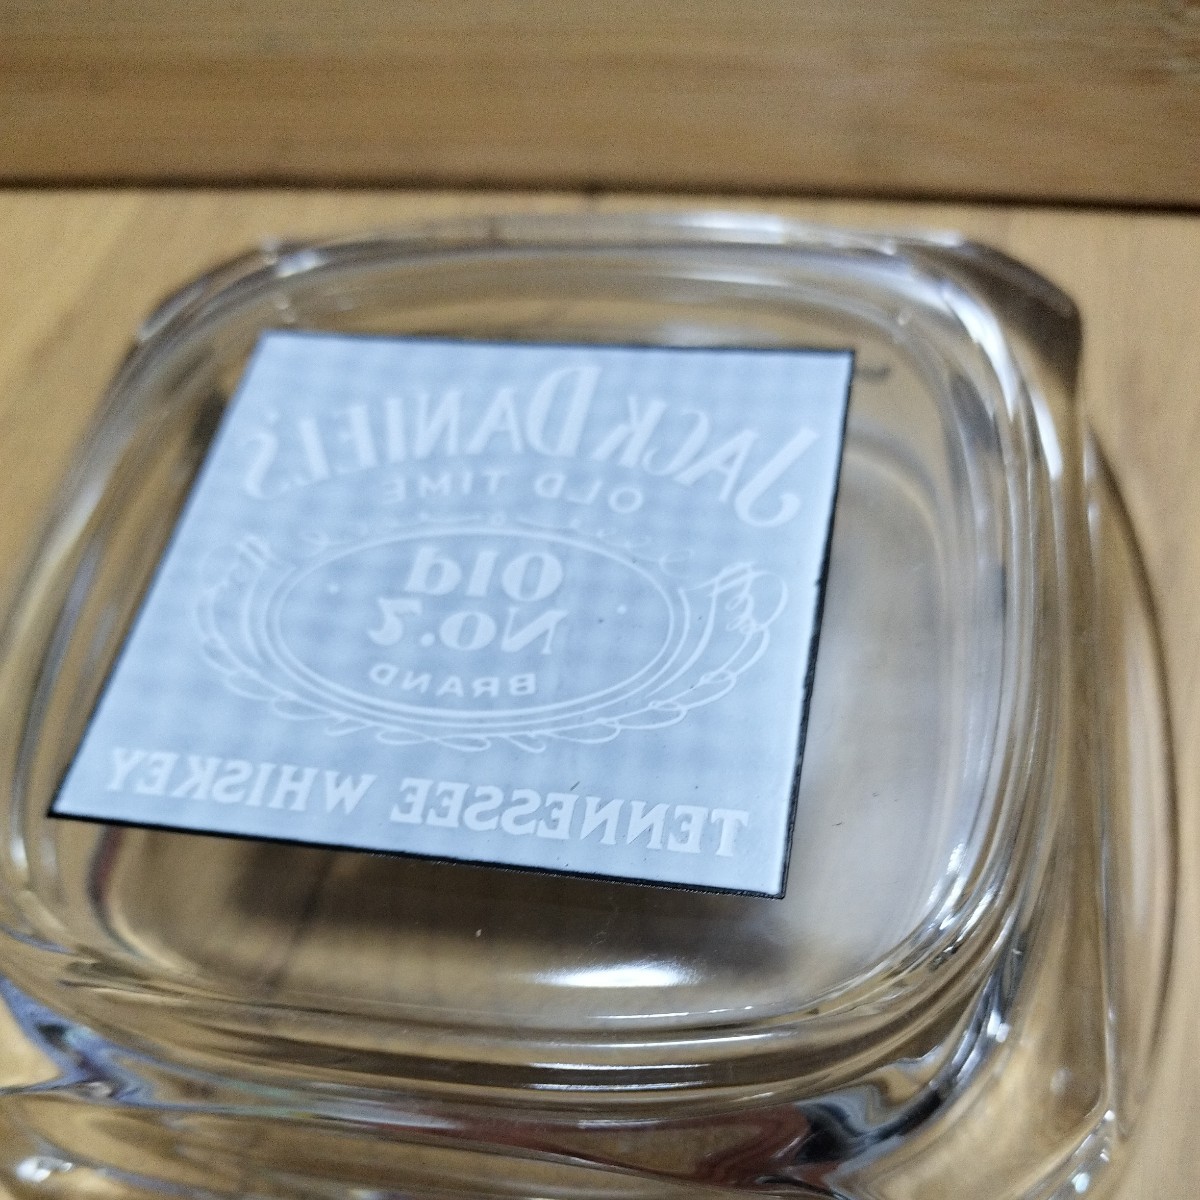 JACK DANIEL'S
OLD TIME
Old
No.7
BRAND
TENNESSEE WHISKEY